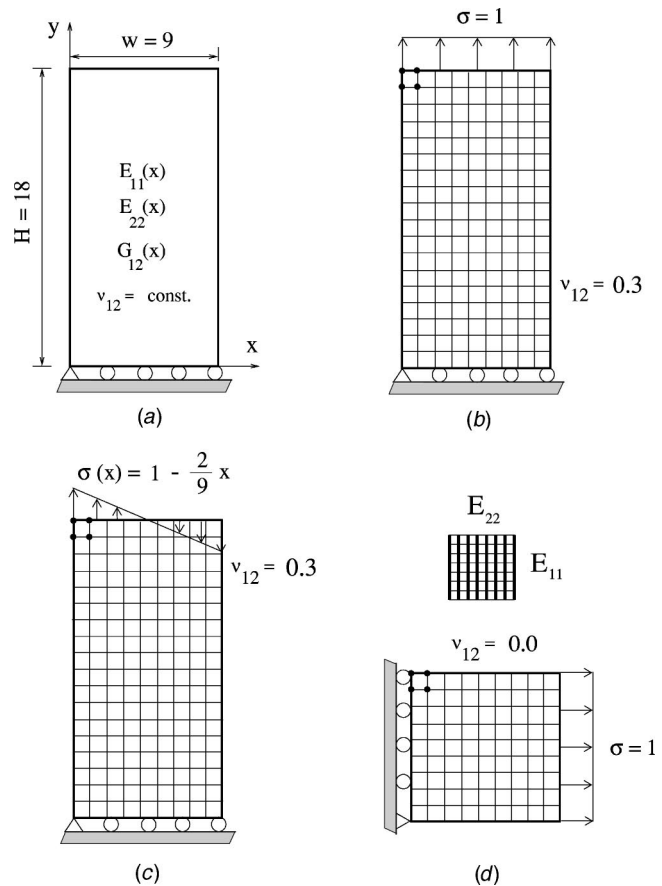 y
w = 9
H = 18
E₁₁(x)
E₂₂(x)
G₁₂(x)
ν₁₂ = const.
x
(a)
σ = 1
ν₁₂ = 0.3
(b)
σ (x) = 1 - 2/9 x
ν₁₂ = 0.3
(c)
E₂₂
E₁₁
ν₁₂ = 0.0
σ = 1
(d)